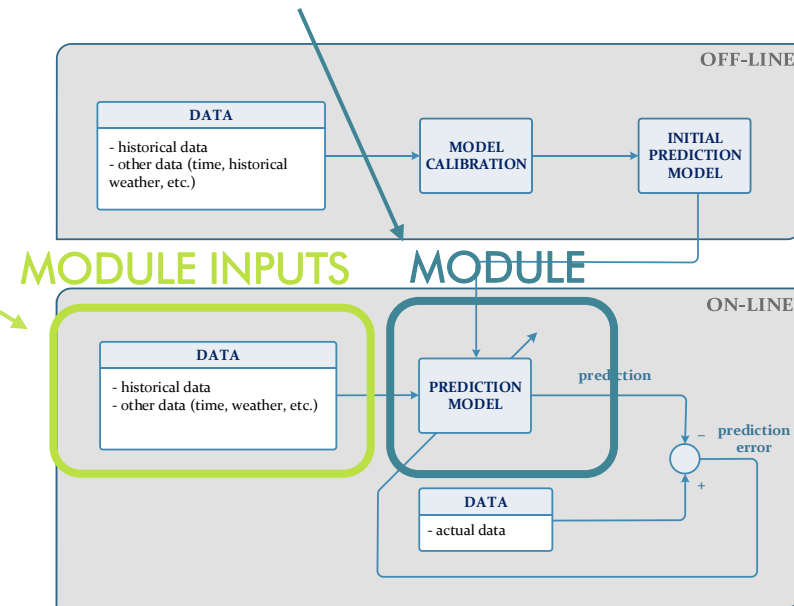 OFF-LINE
DATA
- historical data
- other data (time, historical
weather, etc.)
MODEL
CALIBRATION
INITIAL
PREDICTION
MODEL
MODULE INPUTS
MODULE
ON-LINE
DATA
- historical data
- other data (time, weather, etc.)
PREDICTION
MODEL
prediction
–
prediction
error
+
DATA
- actual data